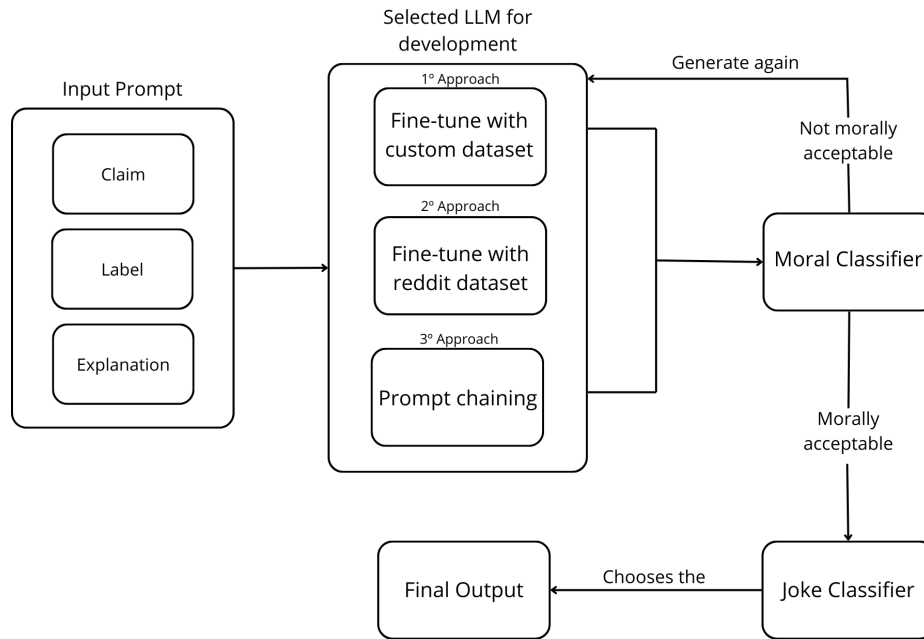 Selected LLM for
development
Input Prompt
Claim
Label
Explanation
1º Approach
Fine-tune with
custom dataset
2º Approach
Fine-tune with
reddit dataset
3º Approach
Prompt chaining
Generate again
Not morally
acceptable
Moral Classifier
Morally
acceptable
Joke Classifier
Chooses the
Final Output